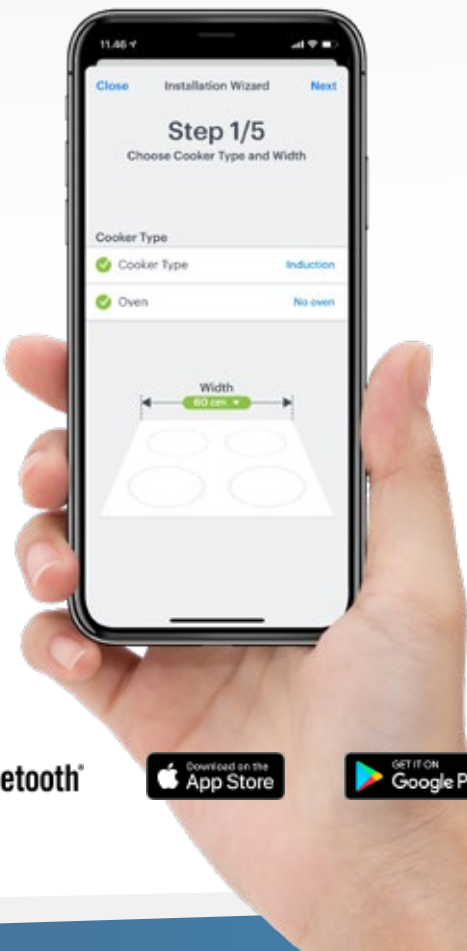 11.46
Close Installation Wizard Next
Step 1/5
Choose Cooker Type and Width
Cooker Type
Cooker Type Induction
Oven No oven
Width
60 cm
etooth®
Download on the
App Store
GET IT ON
Google P